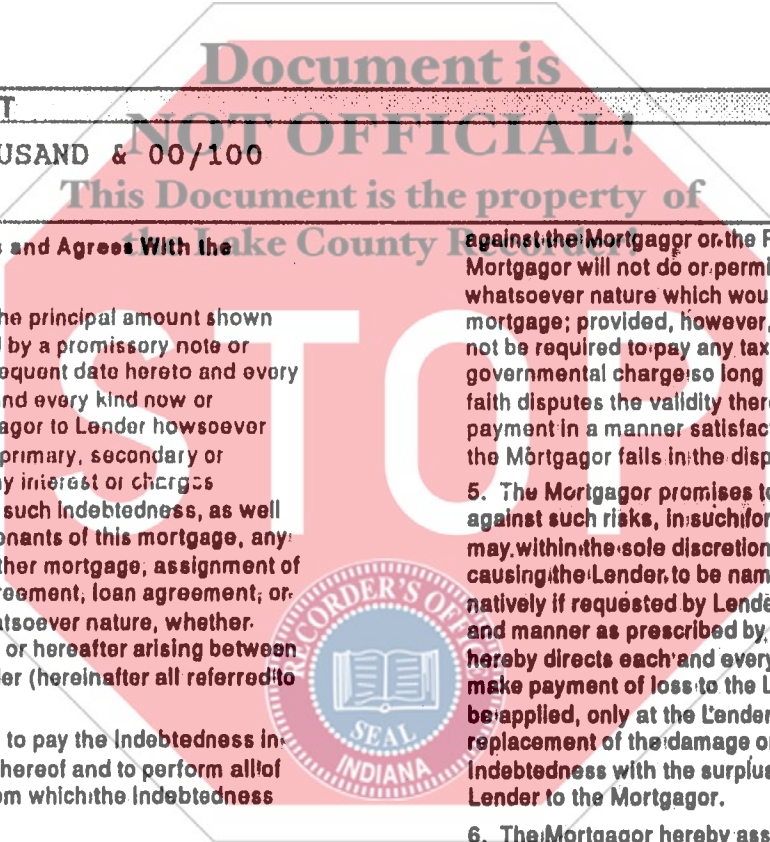 Document is
NOT OFFICIAL!
This Document is the property of
the Lake County Recorder!
STOP
T
USAND & 00/100
s and Agrees With the
he principal amount shown
by a promissory note or
equent date hereto and every
nd every kind now or
agor to Lender howsoever
primary, secondary or
y interest or charges
such indebtedness, as well
onants of this mortgage, any
ther mortgage, assignment of
reement, loan agreement, or
atsoever nature, whether
or hereafter arising between
er (hereinafter all referred to
to pay the Indebtedness in
hereof and to perform all of
om which the Indebtedness
against the Mortgagor or the P
Mortgagor will not do or permi
whatsoever nature which wou
mortgage; provided, however,
not be required to pay any tax
governmental charge so long
faith disputes the validity ther
payment in a manner satisfac
the Mortgagor fails in the disp
5. The Mortgagor promises to
against such risks, in such for
may within the sole discretion
causing the Lender to be nam
natively if requested by Lende
and manner as prescribed by,
hereby directs each and every
make payment of loss to the L
be applied, only at the Lender
replacement of the damage o
Indebtedness with the surplus
Lender to the Mortgagor.
6. The Mortgagor hereby ass
RECORDER'S OFFICE
SEAL
INDIANA